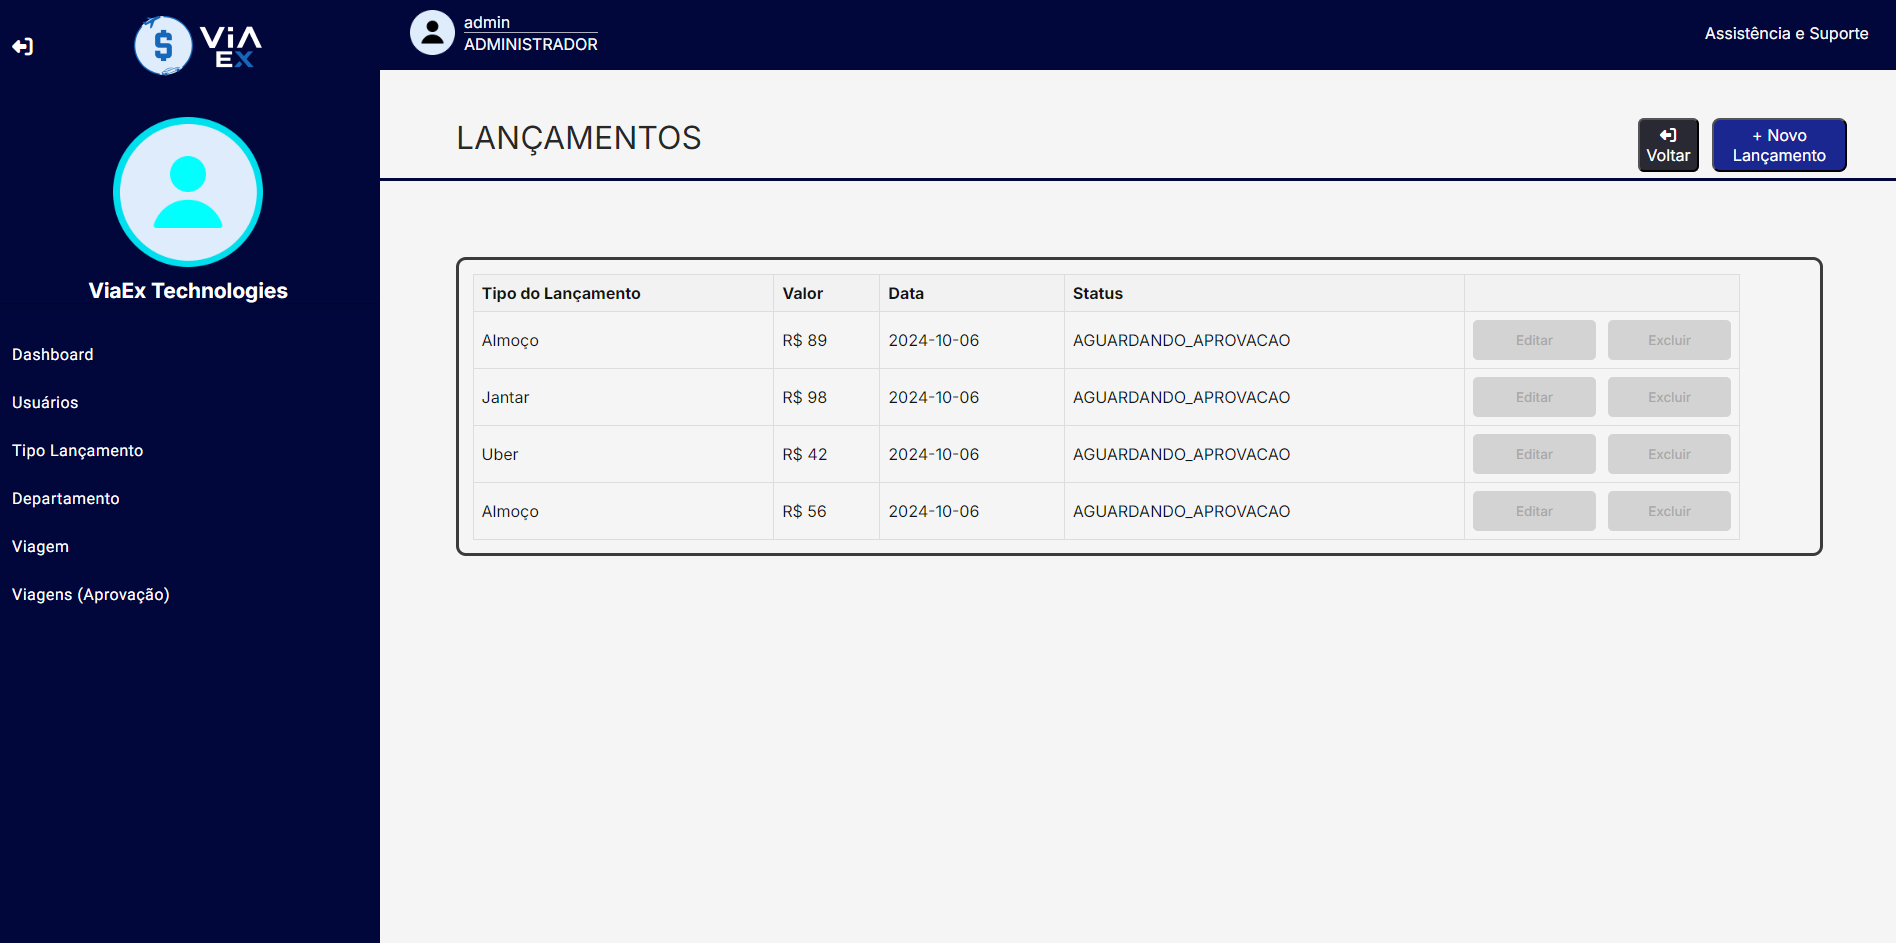 VIA
EX
admin
ADMINISTRADOR
Assistência e Suporte
ViaEx Technologies
Dashboard
Usuários
Tipo Lançamento
Departamento
Viagem
Viagens (Aprovação)
LANÇAMENTOS
Voltar
+ Novo
Lançamento
Tipo do Lançamento Valor Data Status
Almoço R$ 89 2024-10-06 AGUARDANDO_APROVACAO Editar Excluir
Jantar R$ 98 2024-10-06 AGUARDANDO_APROVACAO Editar Excluir
Uber R$ 42 2024-10-06 AGUARDANDO_APROVACAO Editar Excluir
Almoço R$ 56 2024-10-06 AGUARDANDO_APROVACAO Editar Excluir